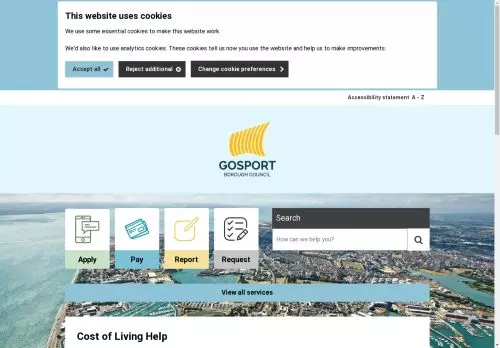 This website uses cookies
We use some essential cookies to make this website work
We'd also like to use analytics cookies. These cookies tell us now you use the website and help us to make improvements:
Accept all
Reject additional
Change cookie preferences
Accessibility statement A - Z
GOSPORT
BOROUGH COUNCIL
Apply
Pay
Report
Request
Search
How can we help you?
View all services
Cost of Living Help